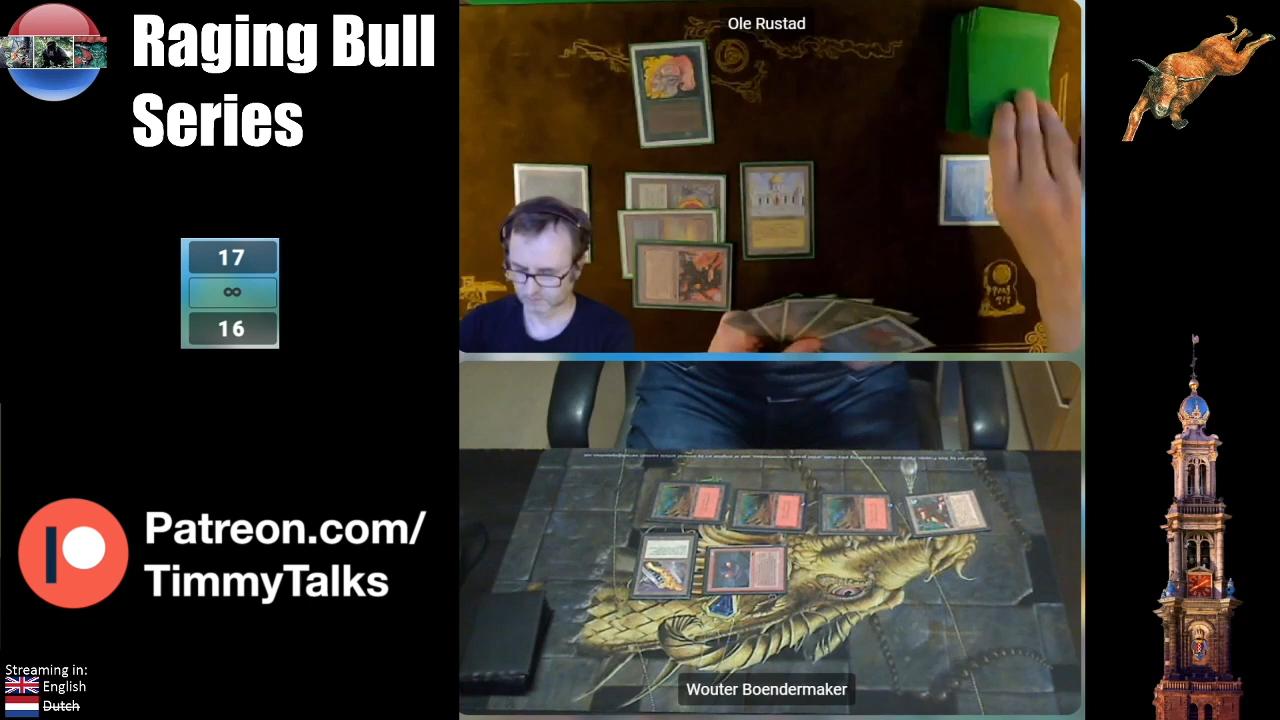 Raging Bull
Series
Ole Rustad
17
∞
16
Patreon.com/
TimmyTalks
Wouter Boendermaker
Streaming in:
English
Dutch